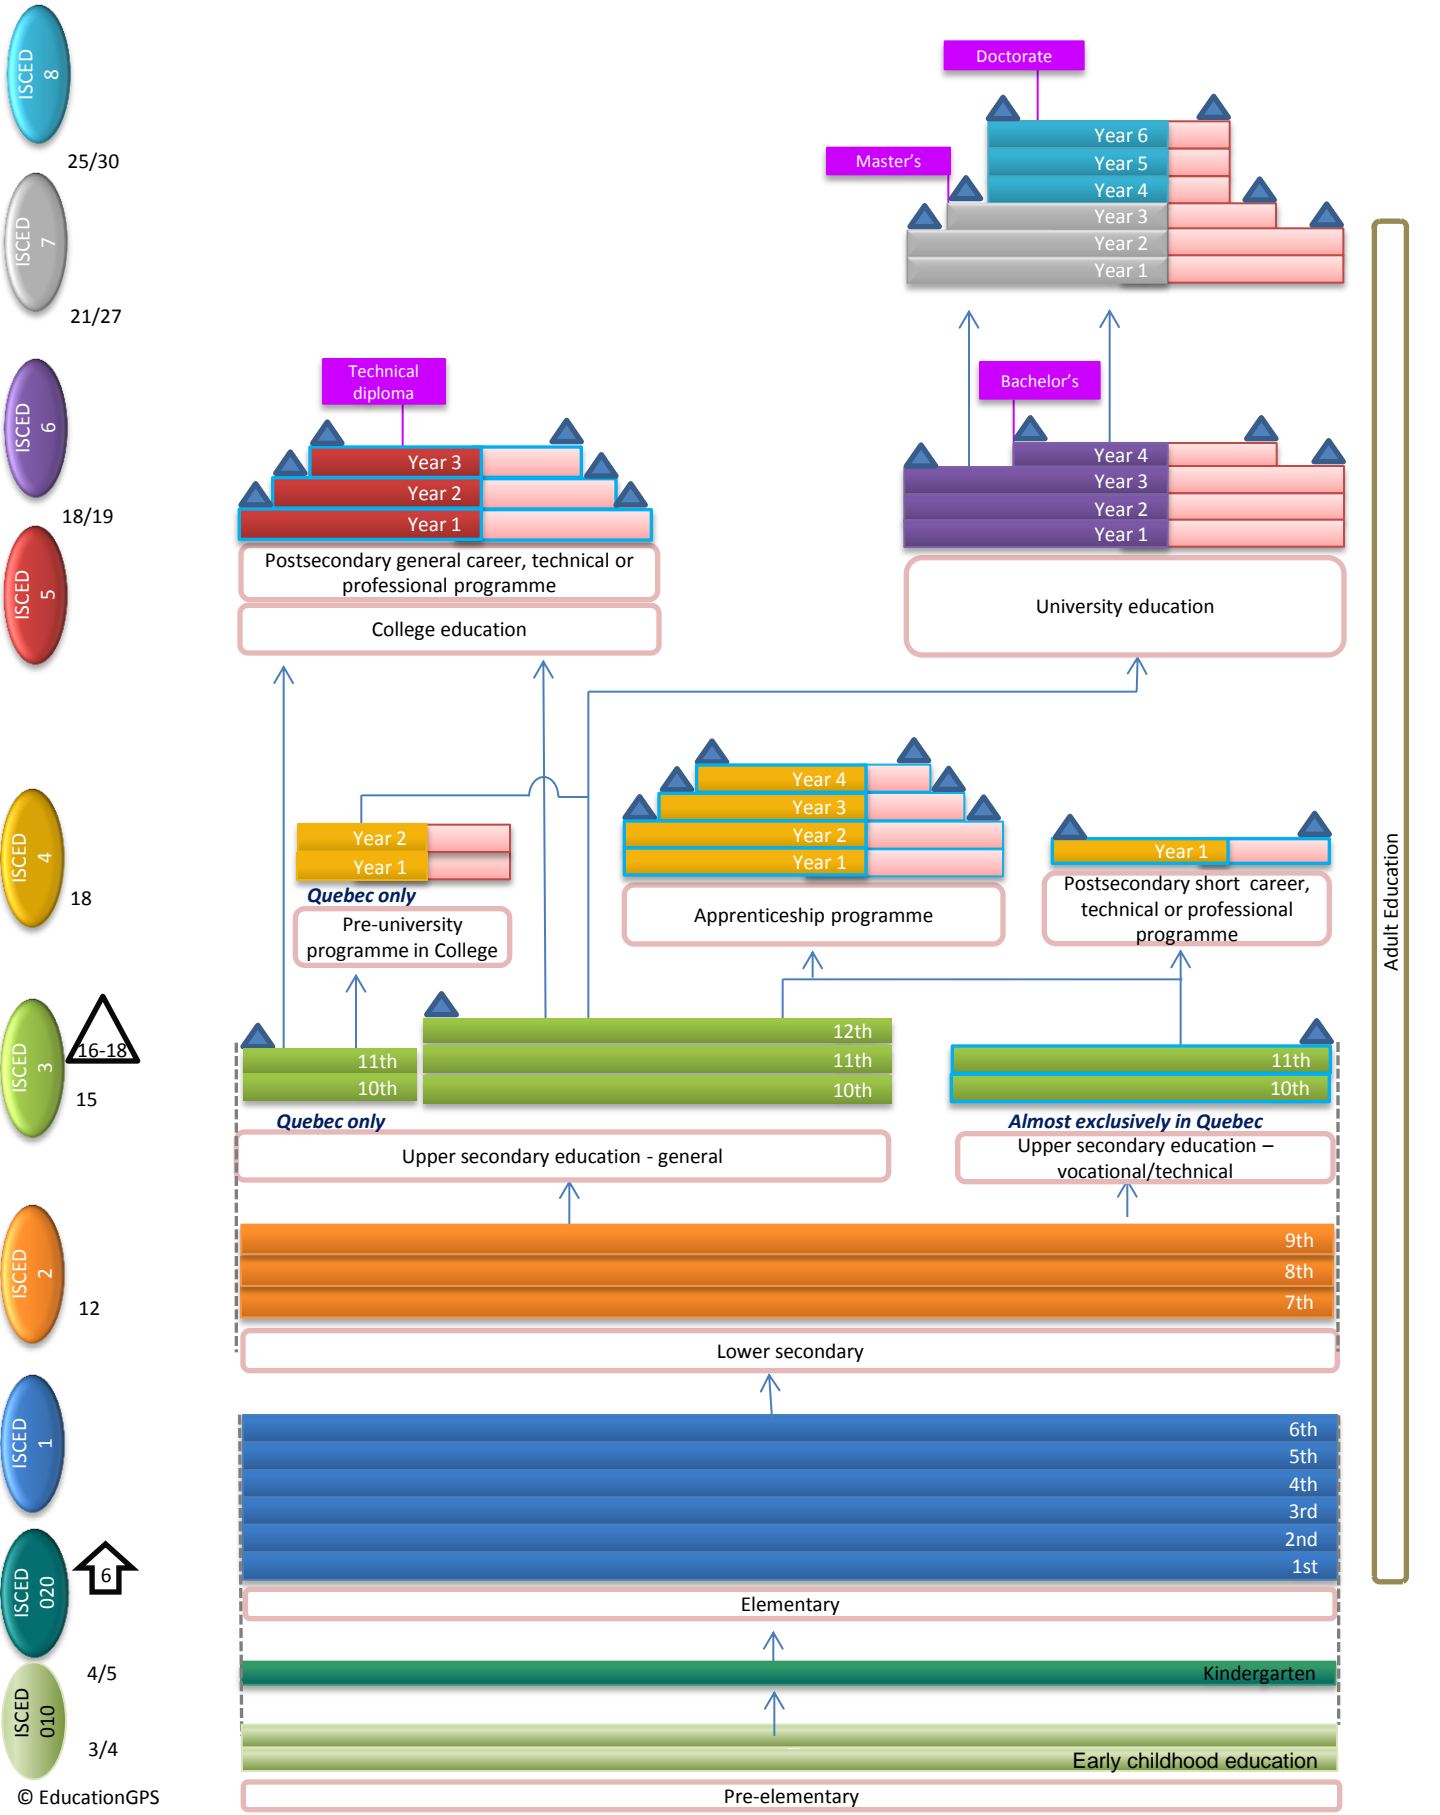 ISCED
8
25/30
ISCED
7
21/27
ISCED
6
18/19
ISCED
5
ISCED
4
18
ISCED
3
16-18
15
ISCED
2
12
ISCED
1
ISCED
020
6
4/5
ISCED
010
3/4
© EducationGPS
Doctorate
Year 6
Year 5
Year 4
Master's
Year 3
Year 2
Year 1
Technical
diploma
Year 3
Year 2
Year 1
Postsecondary general career, technical or
professional programme
College education
Bachelor's
Year 4
Year 3
Year 2
Year 1
University education
Year 2
Year 1
Quebec only
Pre-university
programme in College
Year 4
Year 3
Year 2
Year 1
Apprenticeship programme
Year 1
Postsecondary short career,
technical or professional
programme
11th
10th
Quebec only
12th
11th
10th
Upper secondary education - general
11th
10th
Almost exclusively in Quebec
Upper secondary education –
vocational/technical
9th
8th
7th
Lower secondary
6th
5th
4th
3rd
2nd
1st
Elementary
Kindergarten
Early childhood education
Pre-elementary
Adult Education